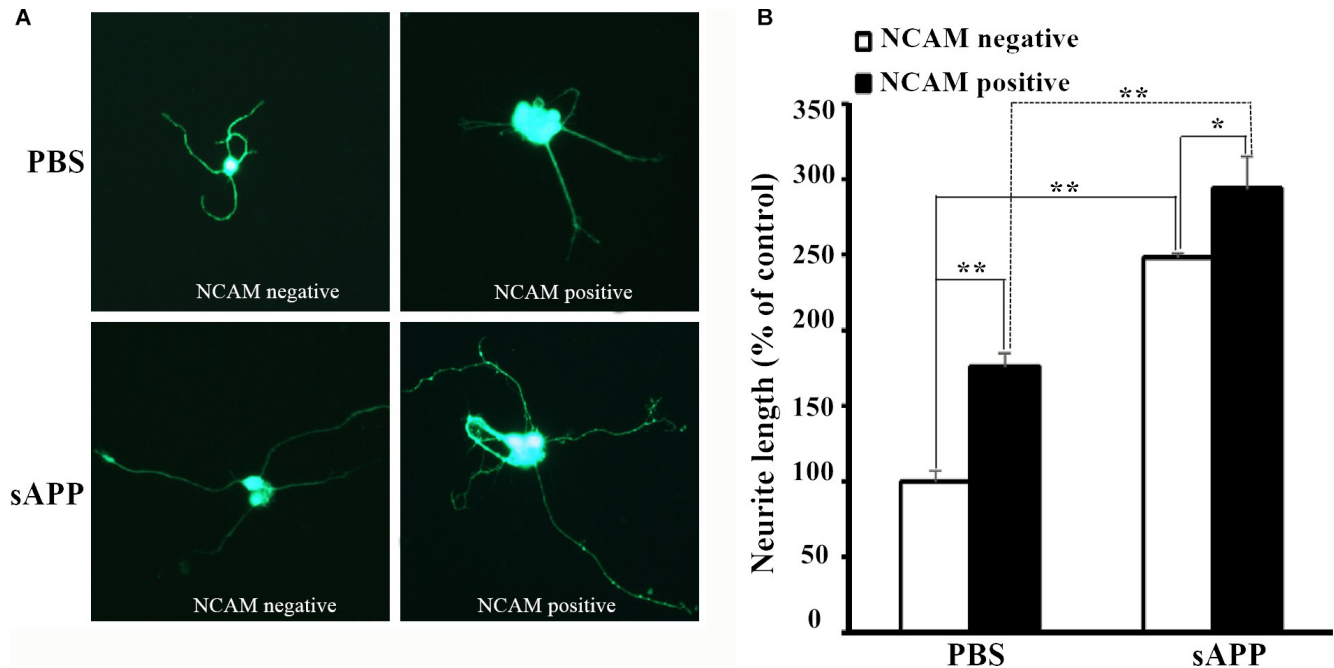 A
PBS
NCAM negative
NCAM positive
sAPP
NCAM negative
NCAM positive
B
NCAM negative
NCAM positive
Neurite length (% of control)
350
300
250
200
150
100
50
0
**
**
**
*
PBS
sAPP